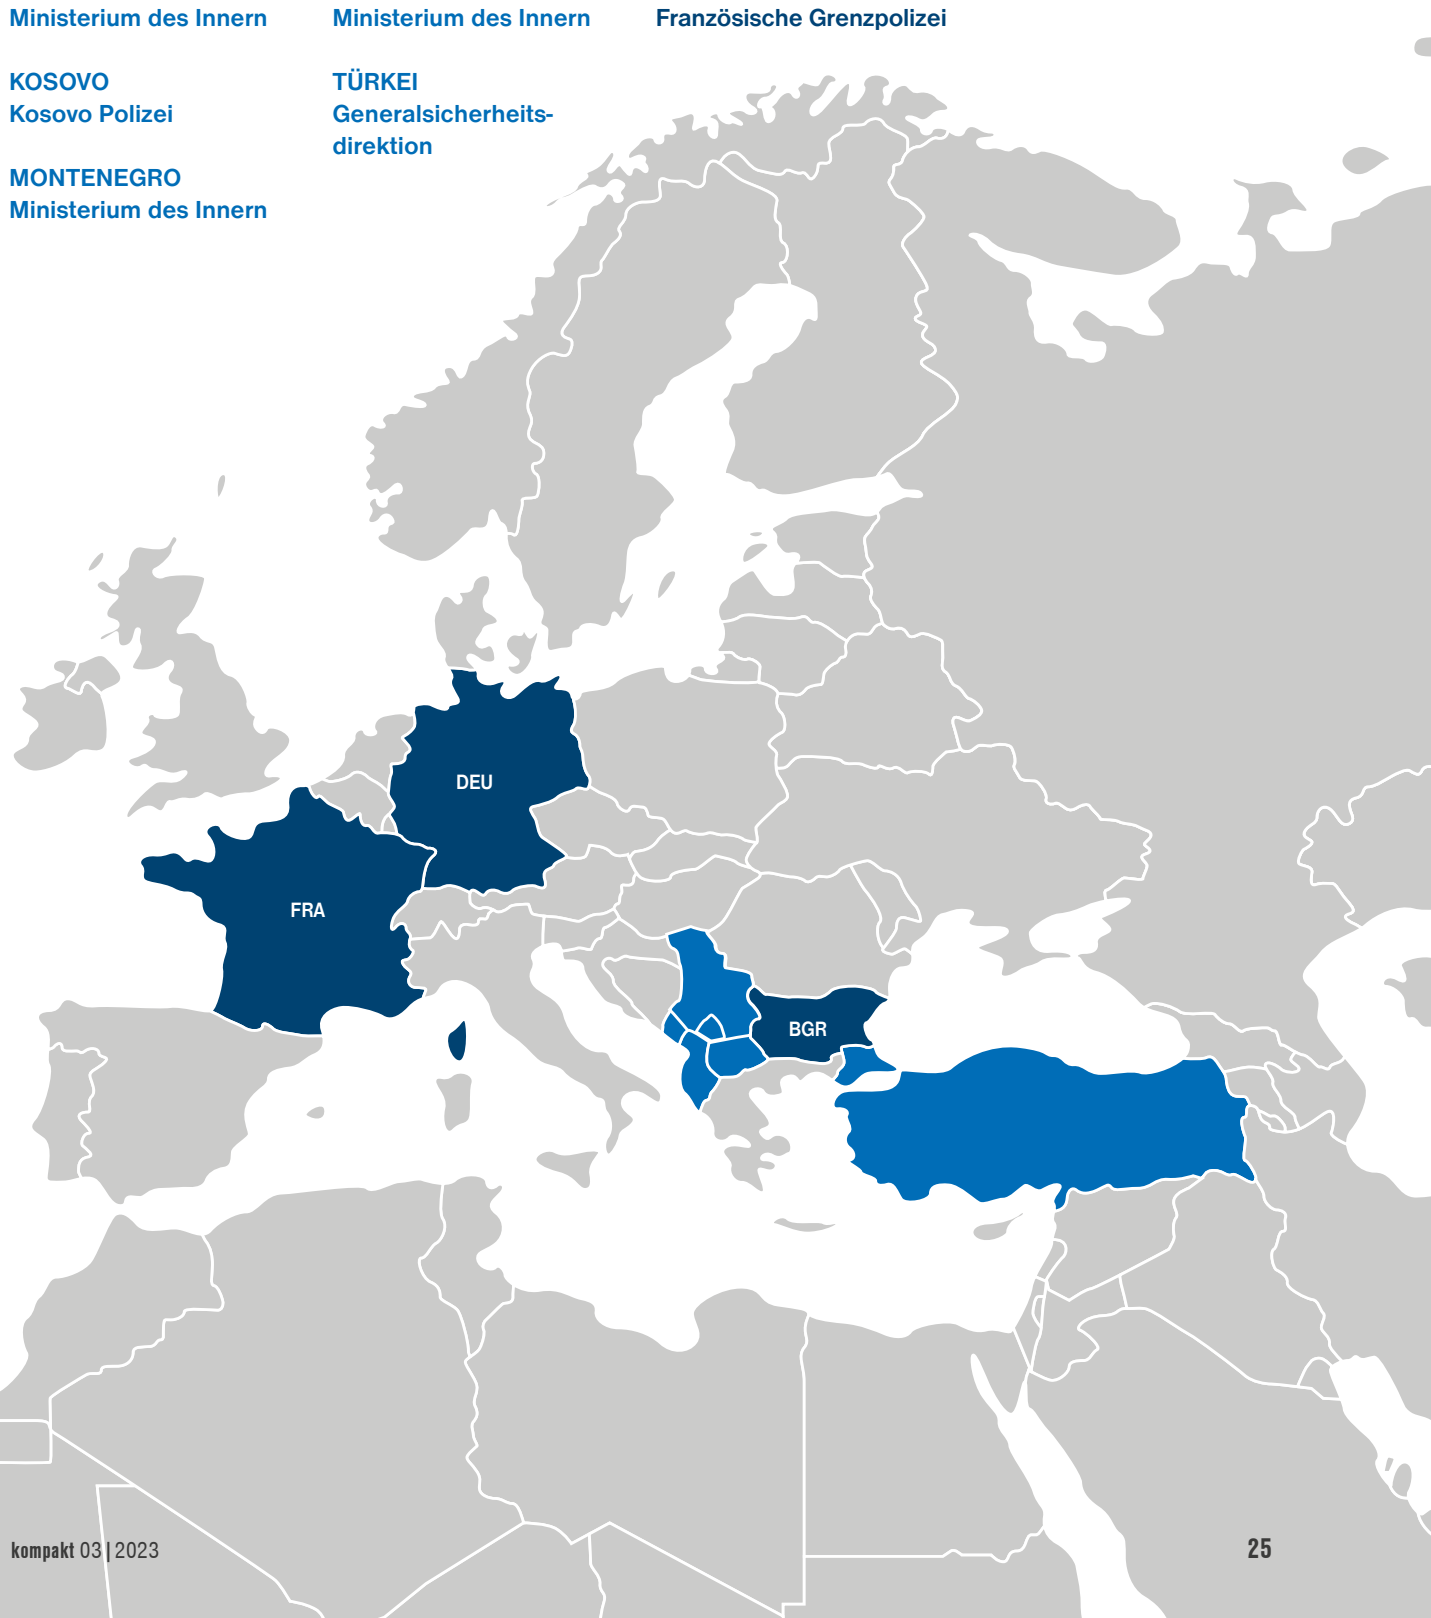 Ministerium des Innern
KOSOVO
Kosovo Polizei
MONTENEGRO
Ministerium des Innern
Ministerium des Innern
TÜRKEI
Generalsicherheits-
direktion
Französische Grenzpolizei
DEU
FRA
BGR
kompakt 03 | 2023
25